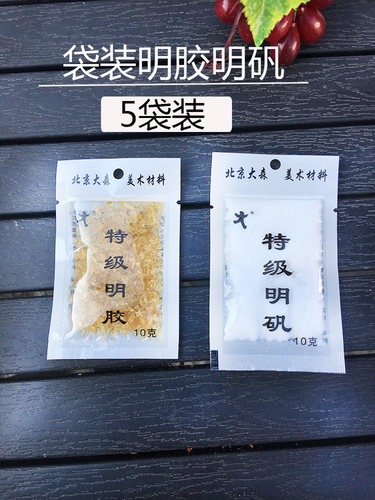 袋装明胶明矾
5袋装
北京大森 美术材料
特级明胶
10克
北京大森 美术材料
特级明矾
10克